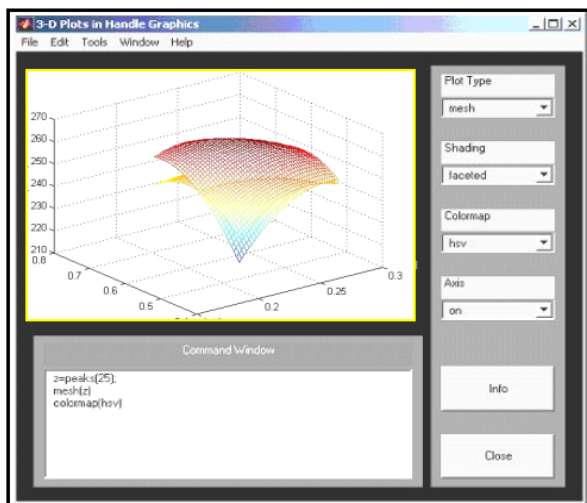 3-D Plots in Handle Graphics
File Edit Tools Window Help
270
260
250
240
230
220
210
0.8
0.7
0.6
0.5
0.2
0.25
0.3
Plot Type
mesh
Shading
faceted
Colormap
hsv
Axis
on
Info
Close
Command Window
z=peaks(25);
mesh(z)
colormap(hsv)